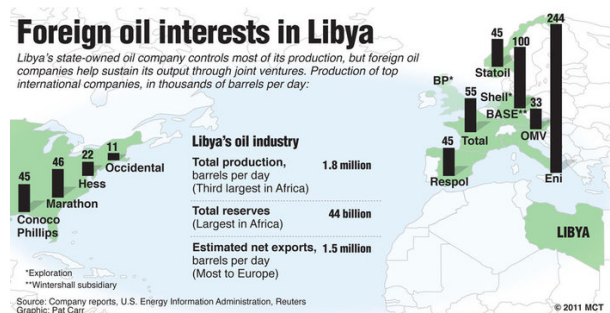 Foreign oil interests in Libya
Libya's state-owned oil company controls most of its production, but foreign oil
companies help sustain its output through joint ventures. Production of top
international companies, in thousands of barrels per day:
45
Conoco
Phillips
46
Marathon
22
Hess
11
Occidental
Libya's oil industry
Total production, 1.8 million
barrels per day
(Third largest in Africa)
Total reserves 44 billion
(Largest in Africa)
Estimated net exports, 1.5 million
barrels per day
(Most to Europe)
BP*
45
Statoil
Shell*
100
BASE**
55
Total
33
OMV
45
Respol
244
Eni
LIBYA
*Exploration
**Wintershall subsidiary
Source: Company reports, U.S. Energy Information Administration, Reuters
Graphic: Pat Carr
© 2011 MCT